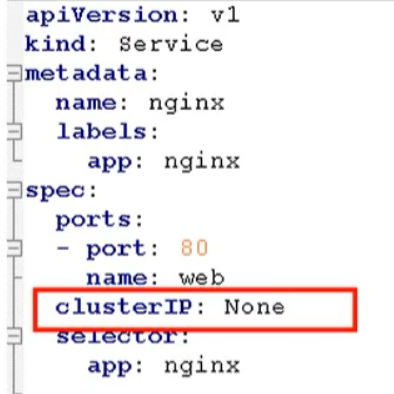 apiVersion: v1
kind: Service
metadata:
  name: nginx
  labels:
    app: nginx
spec:
  ports:
  - port: 80
    name: web
  clusterIP: None
  selector:
    app: nginx